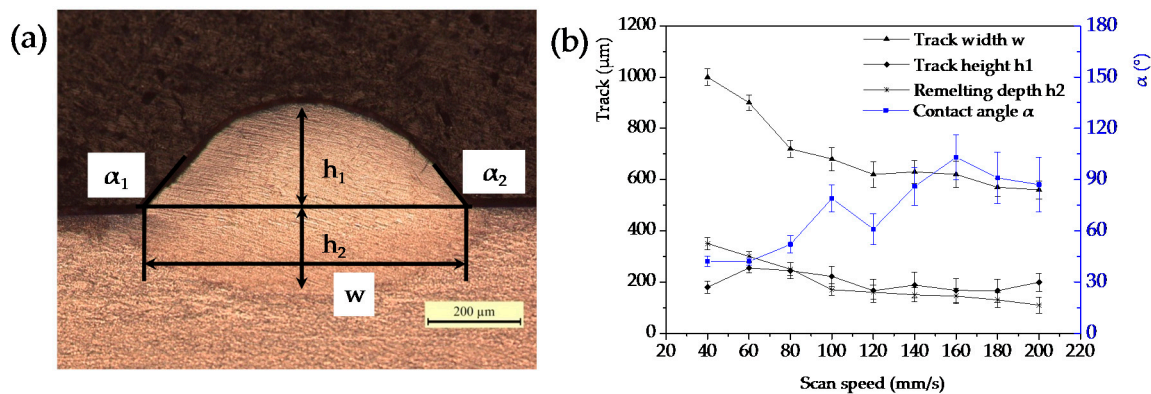 (a)
α1
α2
h1
h2
w
200 µm
(b)
1200
1000
800
600
400
200
0
Track (µm)
Track width w
Track height h1
Remelting depth h2
Contact angle α
180
150
120
90
60
30
0
α (°)
20 40 60 80 100 120 140 160 180 200 220
Scan speed (mm/s)